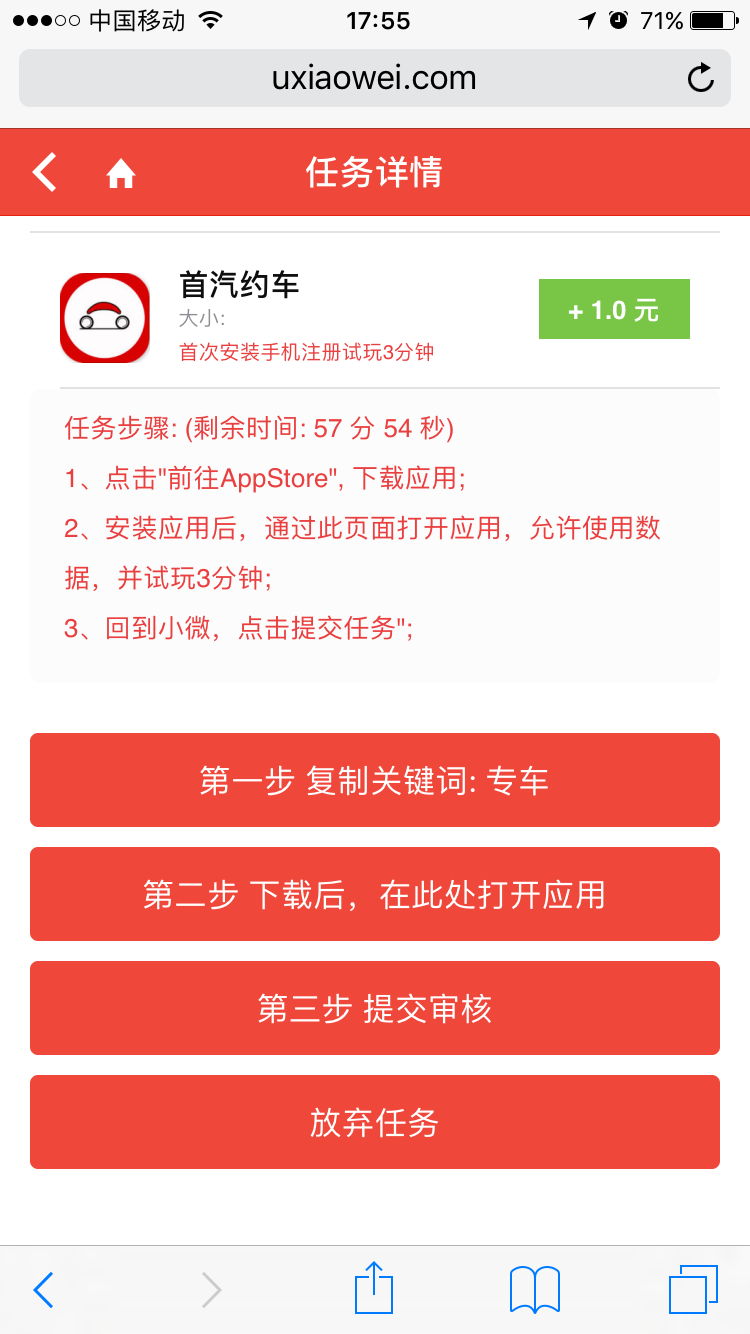 中国移动 17:55 71%
uxiaowei.com
任务详情
首汽约车
大小:
+ 1.0 元
首次安装手机注册试玩3分钟
任务步骤: (剩余时间: 57 分 54 秒)
1、点击"前往AppStore", 下载应用;
2、安装应用后，通过此页面打开应用，允许使用数
据，并试玩3分钟;
3、回到小微，点击提交任务";
第一步 复制关键词: 专车
第二步 下载后，在此处打开应用
第三步 提交审核
放弃任务